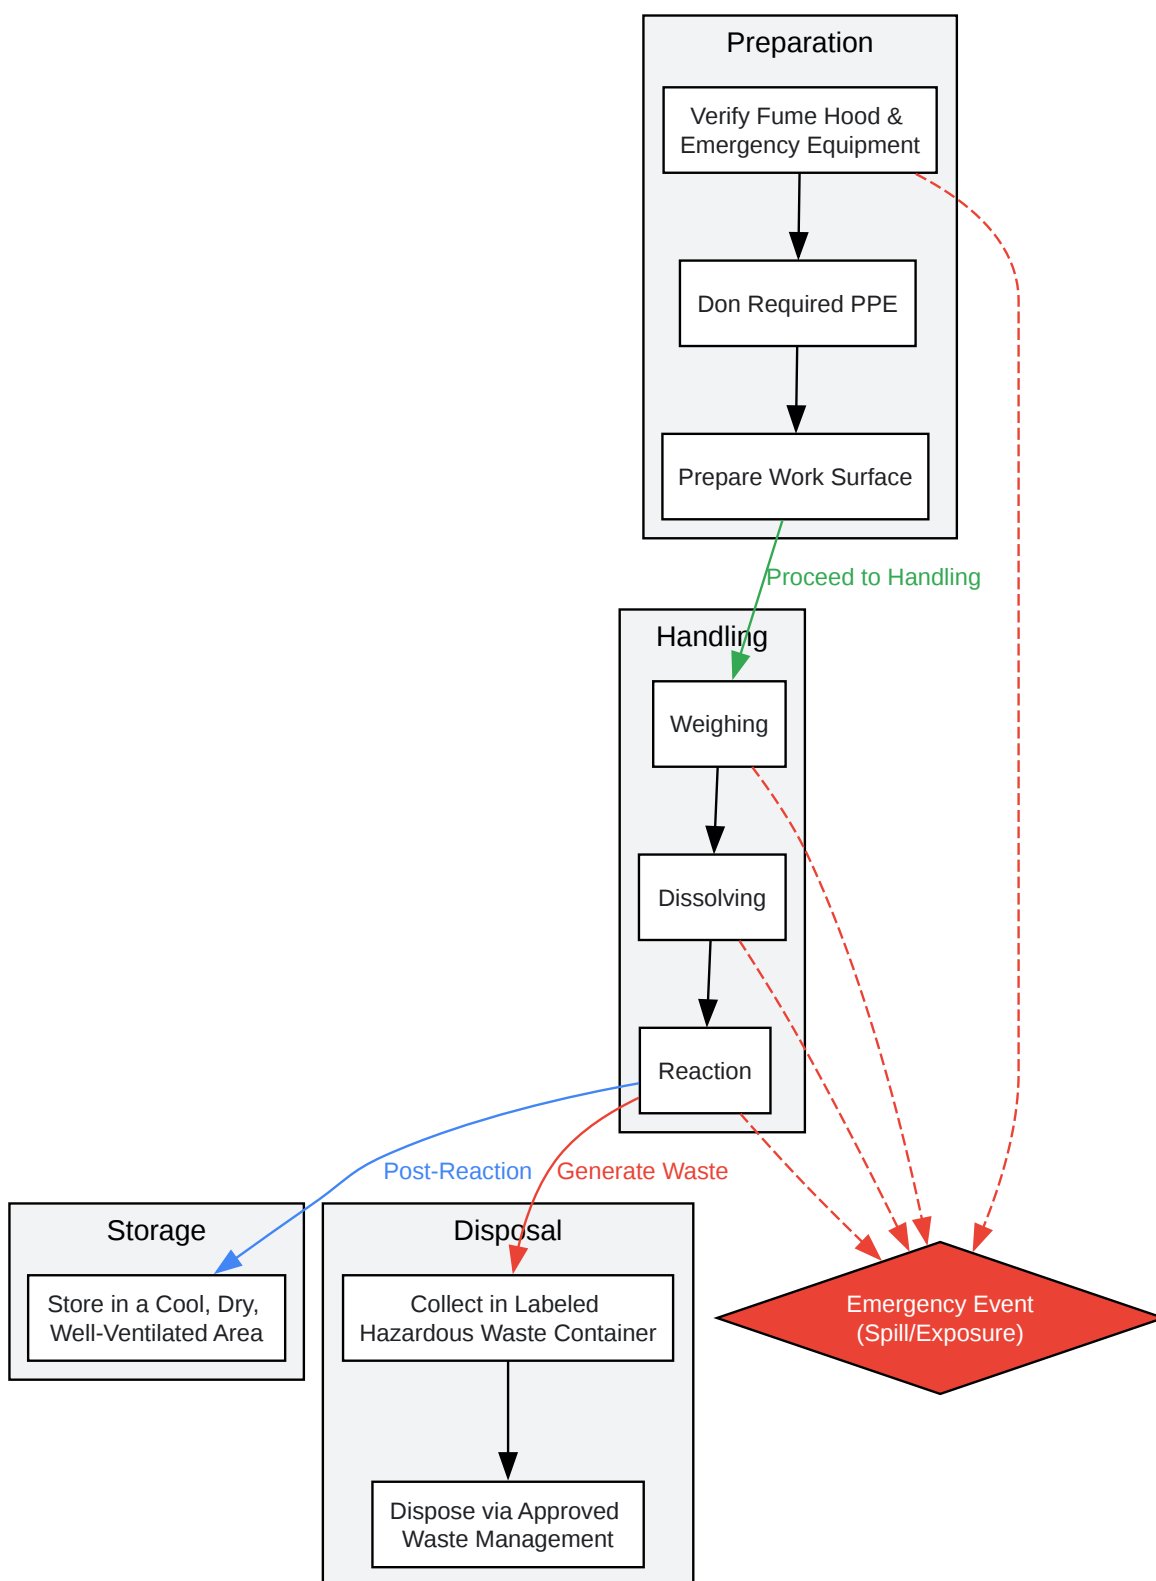 Preparation
Verify Fume Hood &
Emergency Equipment
Don Required PPE
Prepare Work Surface
Proceed to Handling
Handling
Weighing
Dissolving
Reaction
Post-Reaction
Generate Waste
Storage
Store in a Cool, Dry,
Well-Ventilated Area
Disposal
Collect in Labeled
Hazardous Waste Container
Dispose via Approved
Waste Management
Emergency Event
(Spill/Exposure)